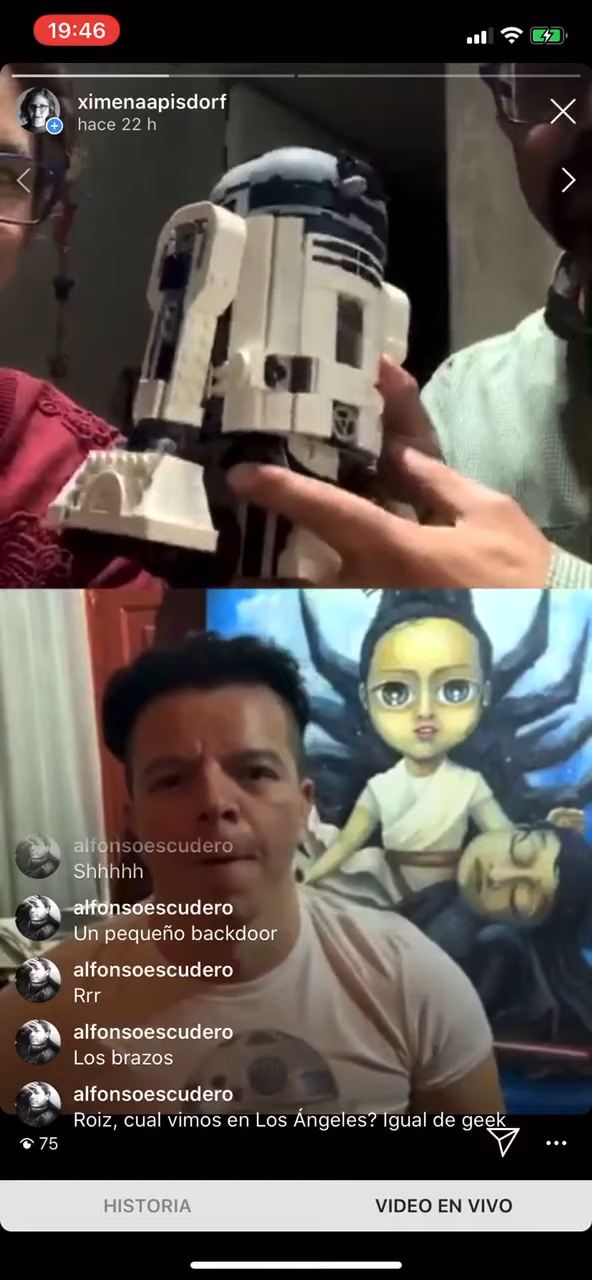 19:46
ximenaapisdorf
hace 22 h
alfonsoescudero
Shhhhh
alfonsoescudero
Un pequeño backdoor
alfonsoescudero
Rrr
alfonsoescudero
Los brazos
alfonsoescudero
Roiz, cual vimos en Los Ángeles? Igual de geek
75
HISTORIA
VIDEO EN VIVO